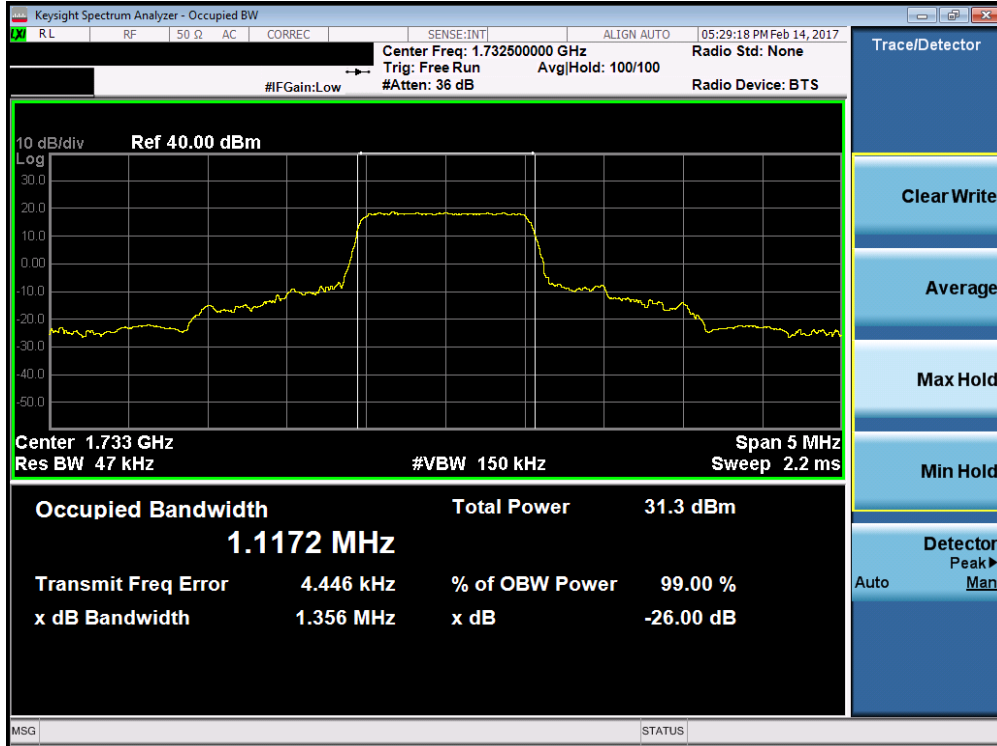 Keysight Spectrum Analyzer - Occupied BW
LXI RL RF 50 Ω AC CORREC SENSE:INT ALIGN AUTO 05:29:18 PM Feb 14, 2017
Center Freq: 1.732500000 GHz Radio Std: None
Trig: Free Run Avg|Hold: 100/100
#IFGain:Low #Atten: 36 dB Radio Device: BTS
10 dB/div Ref 40.00 dBm
Log
30.0
20.0
10.0
0.00
-10.0
-20.0
-30.0
-40.0
-50.0
Center 1.733 GHz Span 5 MHz
Res BW 47 kHz #VBW 150 kHz Sweep 2.2 ms
Occupied Bandwidth Total Power 31.3 dBm
1.1172 MHz
Transmit Freq Error 4.446 kHz % of OBW Power 99.00 %
x dB Bandwidth 1.356 MHz x dB -26.00 dB
Trace/Detector
Clear Write
Average
Max Hold
Min Hold
Detector
Peak▶
Auto Man
MSG STATUS